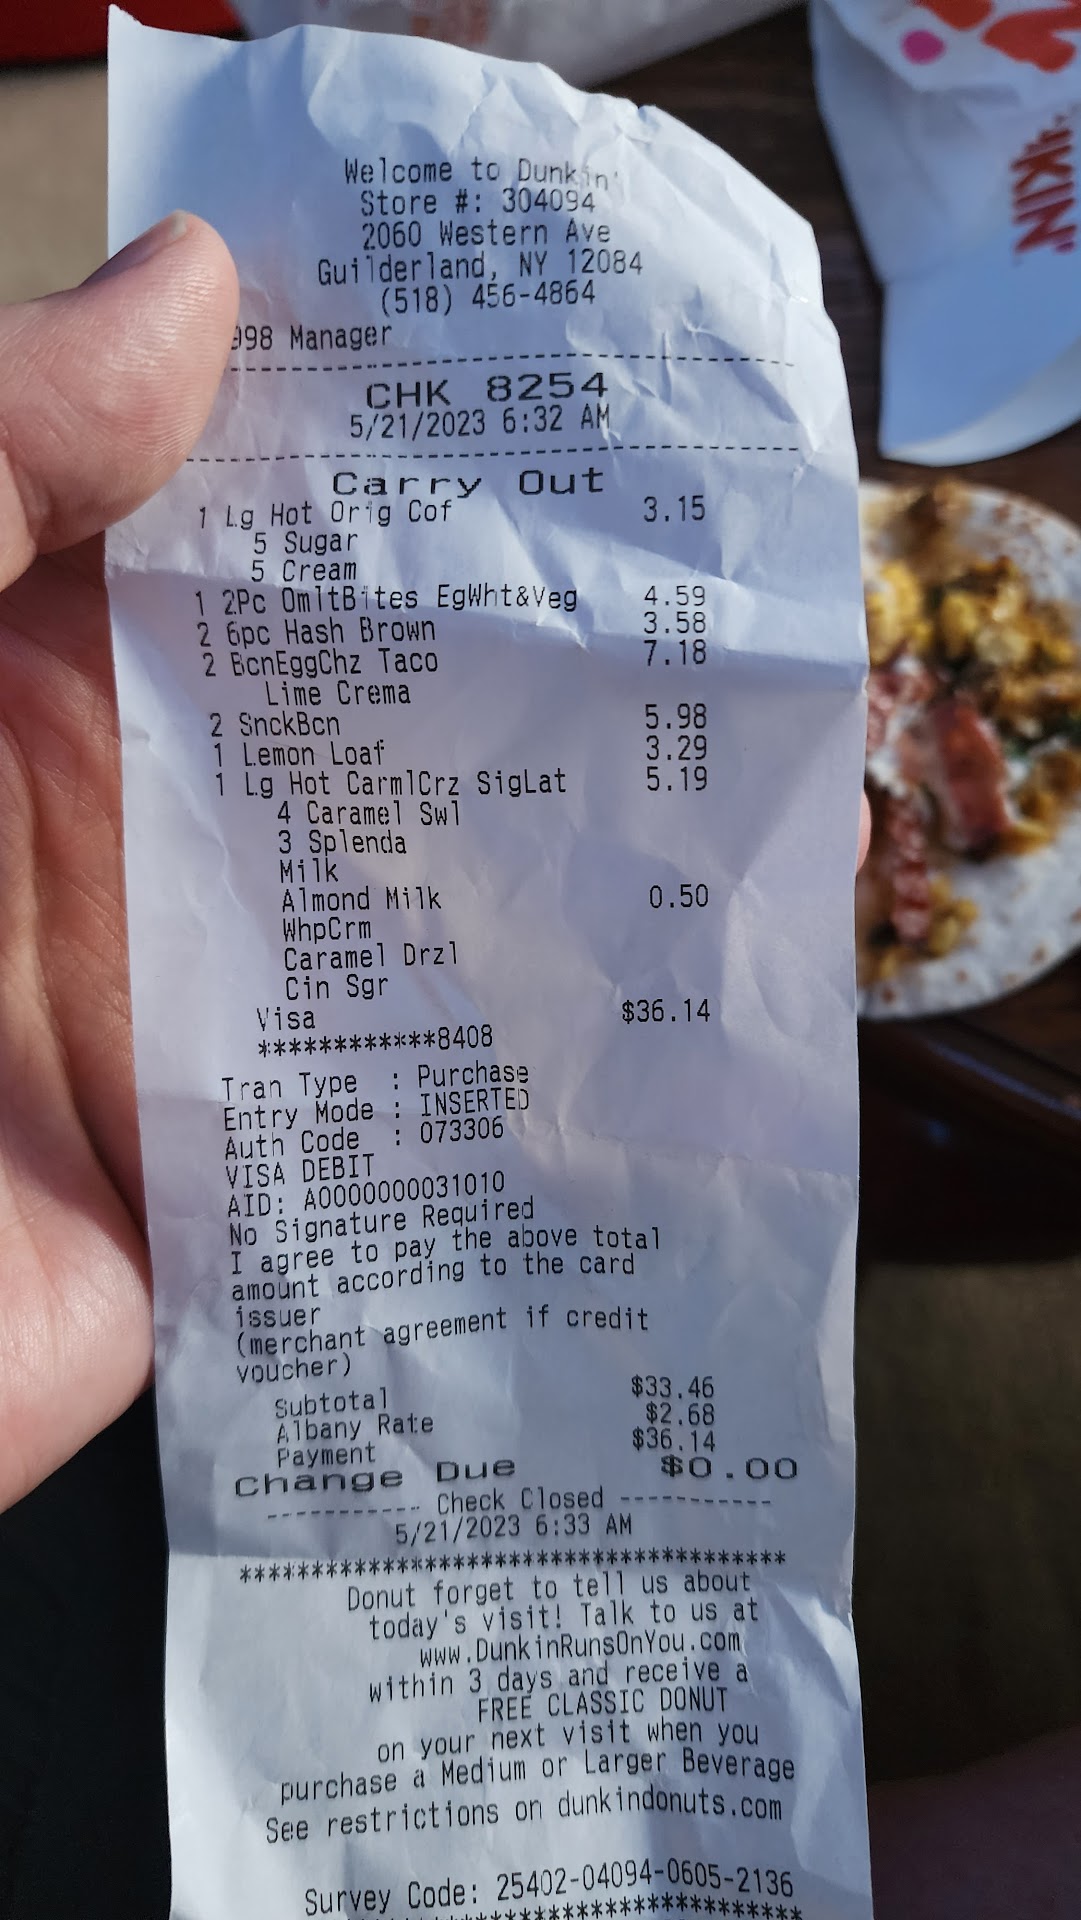 Welcome to Dunkin'
Store #: 304094
2060 Western Ave
Guilderland, NY 12084
(518) 456-4864
998 Manager
CHK 8254
5/21/2023 6:32 AM
Carry Out
1 Lg Hot Orig Cof 3.15
5 Sugar
5 Cream
1 2Pc OmltBites EgWht&Veg 4.59
2 6pc Hash Brown 3.58
2 BcnEggChz Taco 7.18
Lime Crema
2 SnckBcn 5.98
1 Lemon Loaf 3.29
1 Lg Hot CarmlCrz SigLat 5.19
4 Caramel Swl
3 Splenda
Milk
Almond Milk 0.50
WhpCrm
Caramel Drzl
Cin Sgr
Visa $36.14
************8408
Tran Type : Purchase
Entry Mode : INSERTED
Auth Code : 073306
VISA DEBIT
AID: A0000000031010
No Signature Required
I agree to pay the above total
amount according to the card
issuer
(merchant agreement if credit
voucher)
Subtotal $33.46
Albany Rate $2.68
Payment $36.14
Change Due $0.00
----------- Check Closed -----------
5/21/2023 6:33 AM
****************************************
Donut forget to tell us about
today's visit! Talk to us at
www.DunkinRunsOnYou.com
within 3 days and receive a
FREE CLASSIC DONUT
on your next visit when you
purchase a Medium or Larger Beverage
See restrictions on dunkindonuts.com
Survey Code: 25402-04094-0605-2136